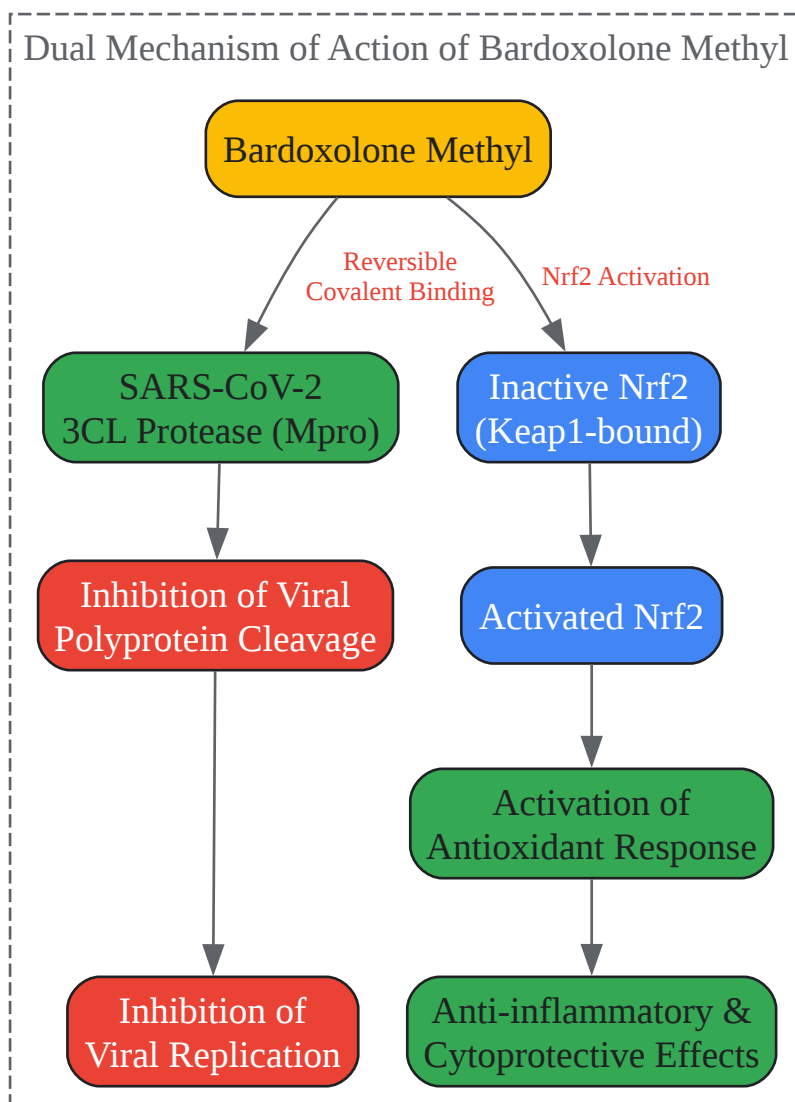 Dual Mechanism of Action of Bardoxolone Methyl
Bardoxolone Methyl
Reversible
Covalent Binding
Nrf2 Activation
SARS-CoV-2
3CL Protease (Mpro)
Inactive Nrf2
(Keap1-bound)
Inhibition of Viral
Polyprotein Cleavage
Activated Nrf2
Activation of
Antioxidant Response
Inhibition of
Viral Replication
Anti-inflammatory &
Cytoprotective Effects